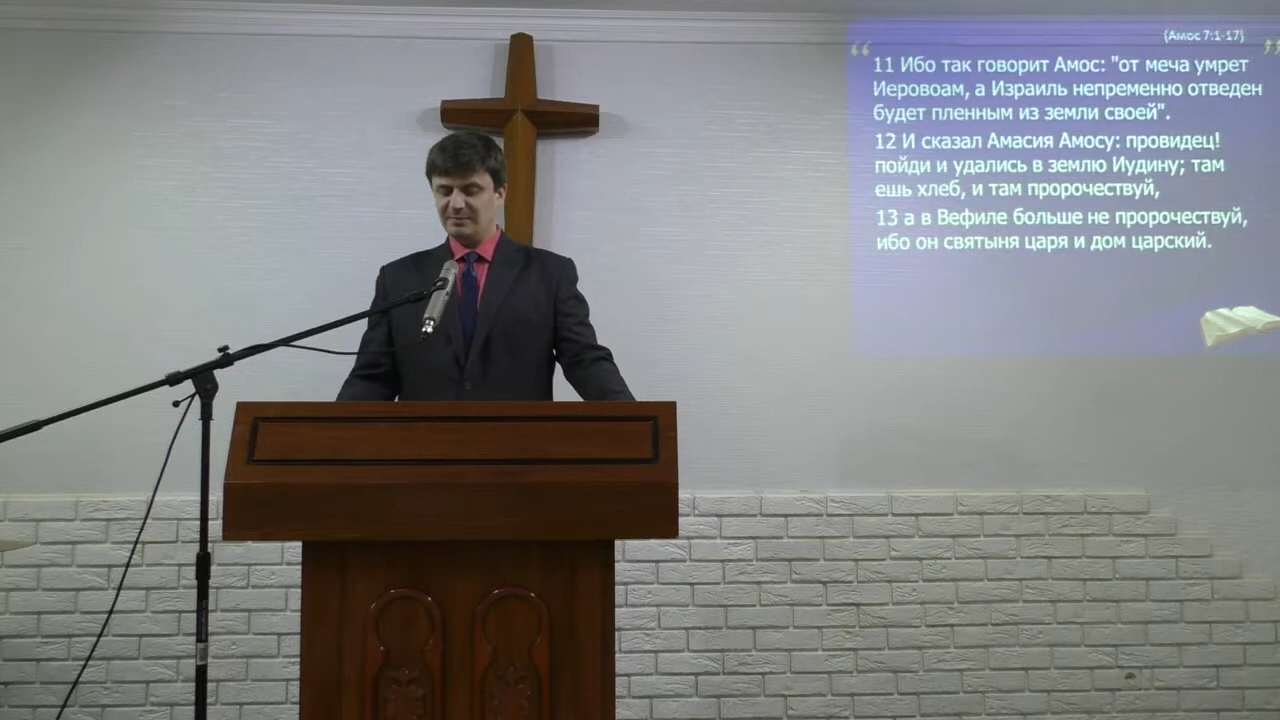 (Амос 7:1-17)
11 Ибо так говорит Амос: "от меча умрет
Иеровоам, а Израиль непременно отведен
будет пленным из земли своей".
12 И сказал Амасия Амосу: провидец!
пойди и удались в землю Иудину; там
ешь хлеб, и там пророчествуй,
13 а в Вефиле больше не пророчествуй,
ибо он святыня царя и дом царский.